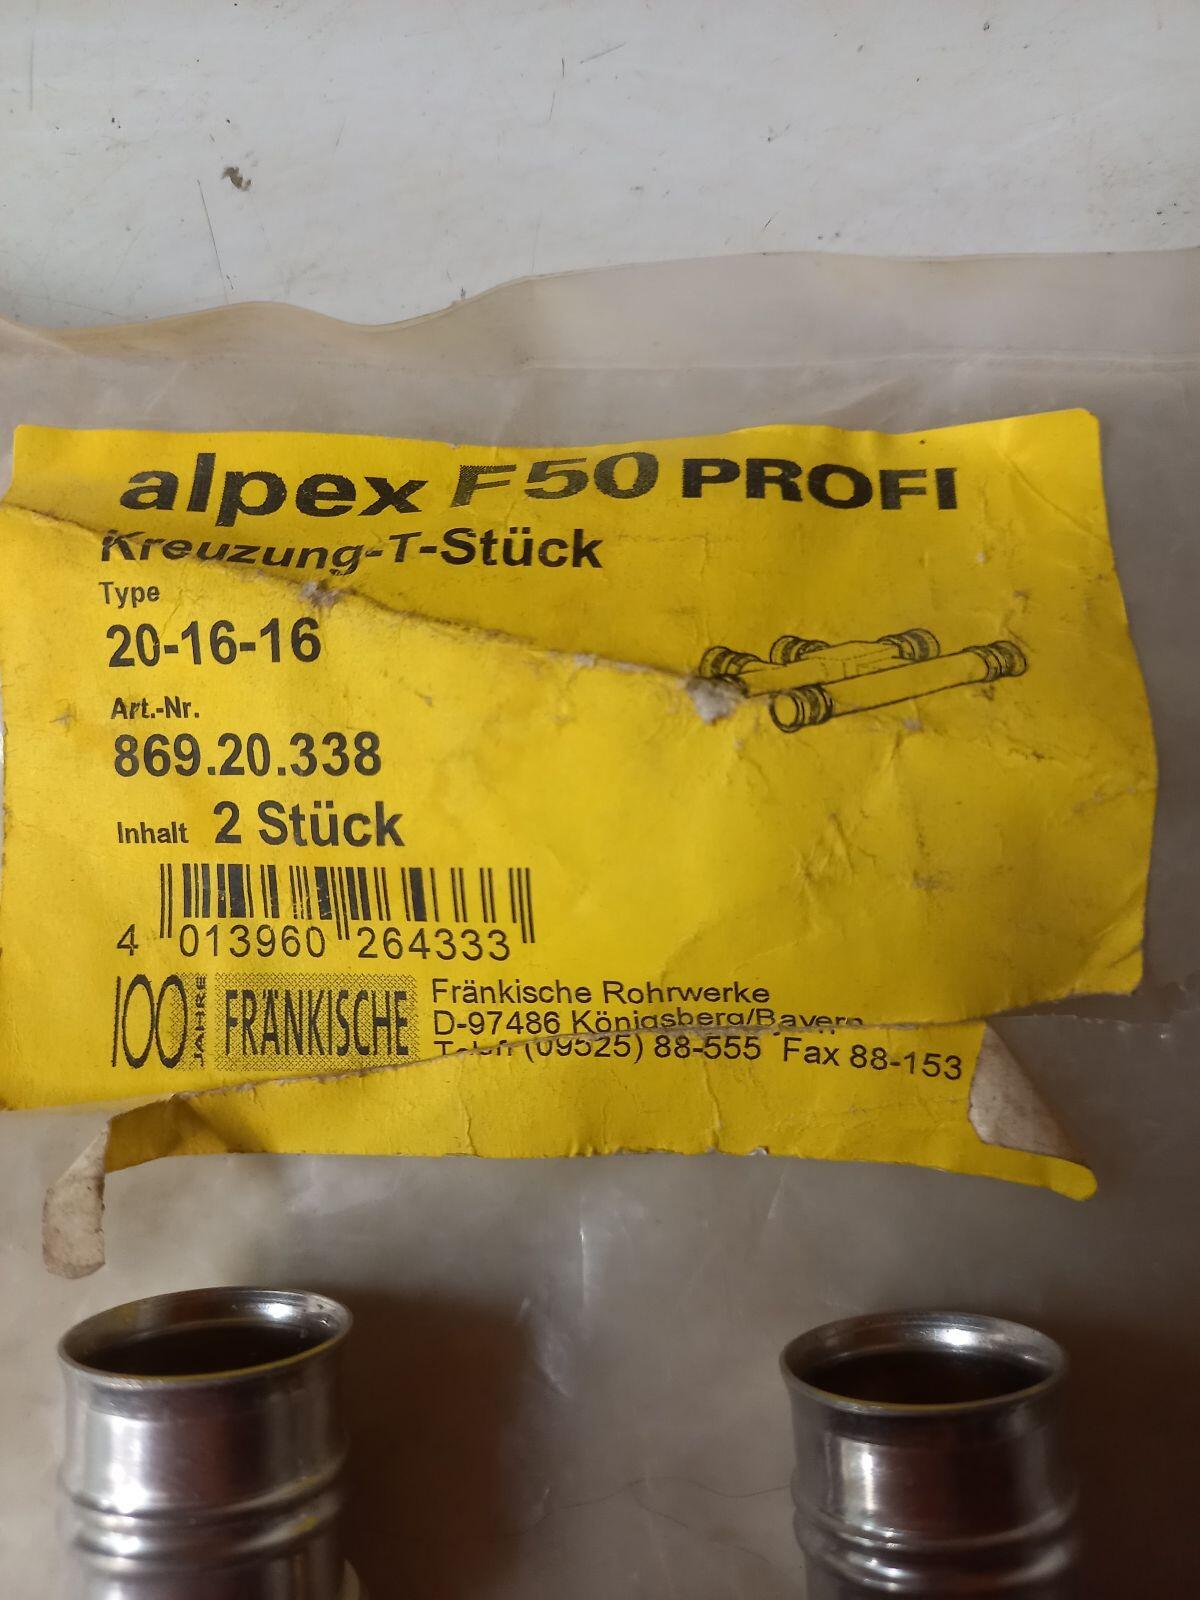 alpex F50 PROFI
Kreuzung-T-Stück
Type
20-16-16
Art.-Nr.
869.20.338
Inhalt 2 Stück
4 013960 264333
100 JAHRE FRÄNKISCHE
Fränkische Rohrwerke
D-97486 Königsberg/Bayern
(09525) 88-555 Fax 88-153